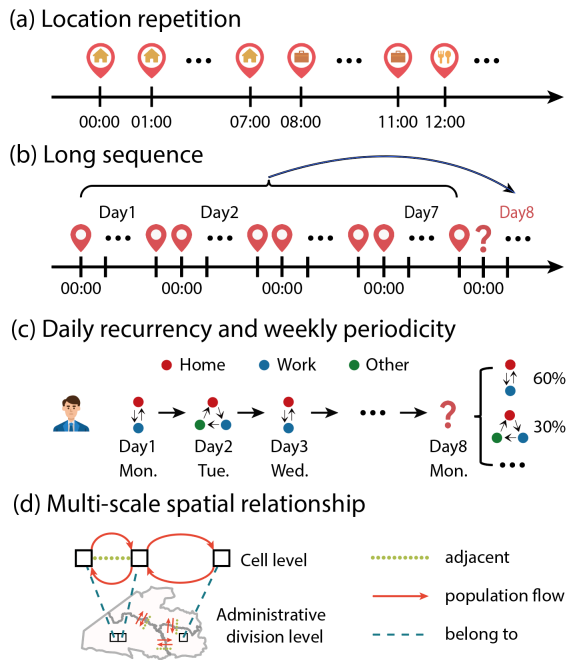 (a) Location repetition
•••
•••
•••
00:00 01:00 07:00 08:00 11:00 12:00
(b) Long sequence
Day1 Day2 Day7 Day8
••• ••• ••• ••• ? •••
00:00 00:00 00:00 00:00 00:00
(c) Daily recurrency and weekly periodicity
Home Work Other
60%
••• ?
30%
Day1 Day2 Day3 Day8
Mon. Tue. Wed. Mon.
•••
(d) Multi-scale spatial relationship
Cell level
adjacent
population flow
Administrative
division level
belong to